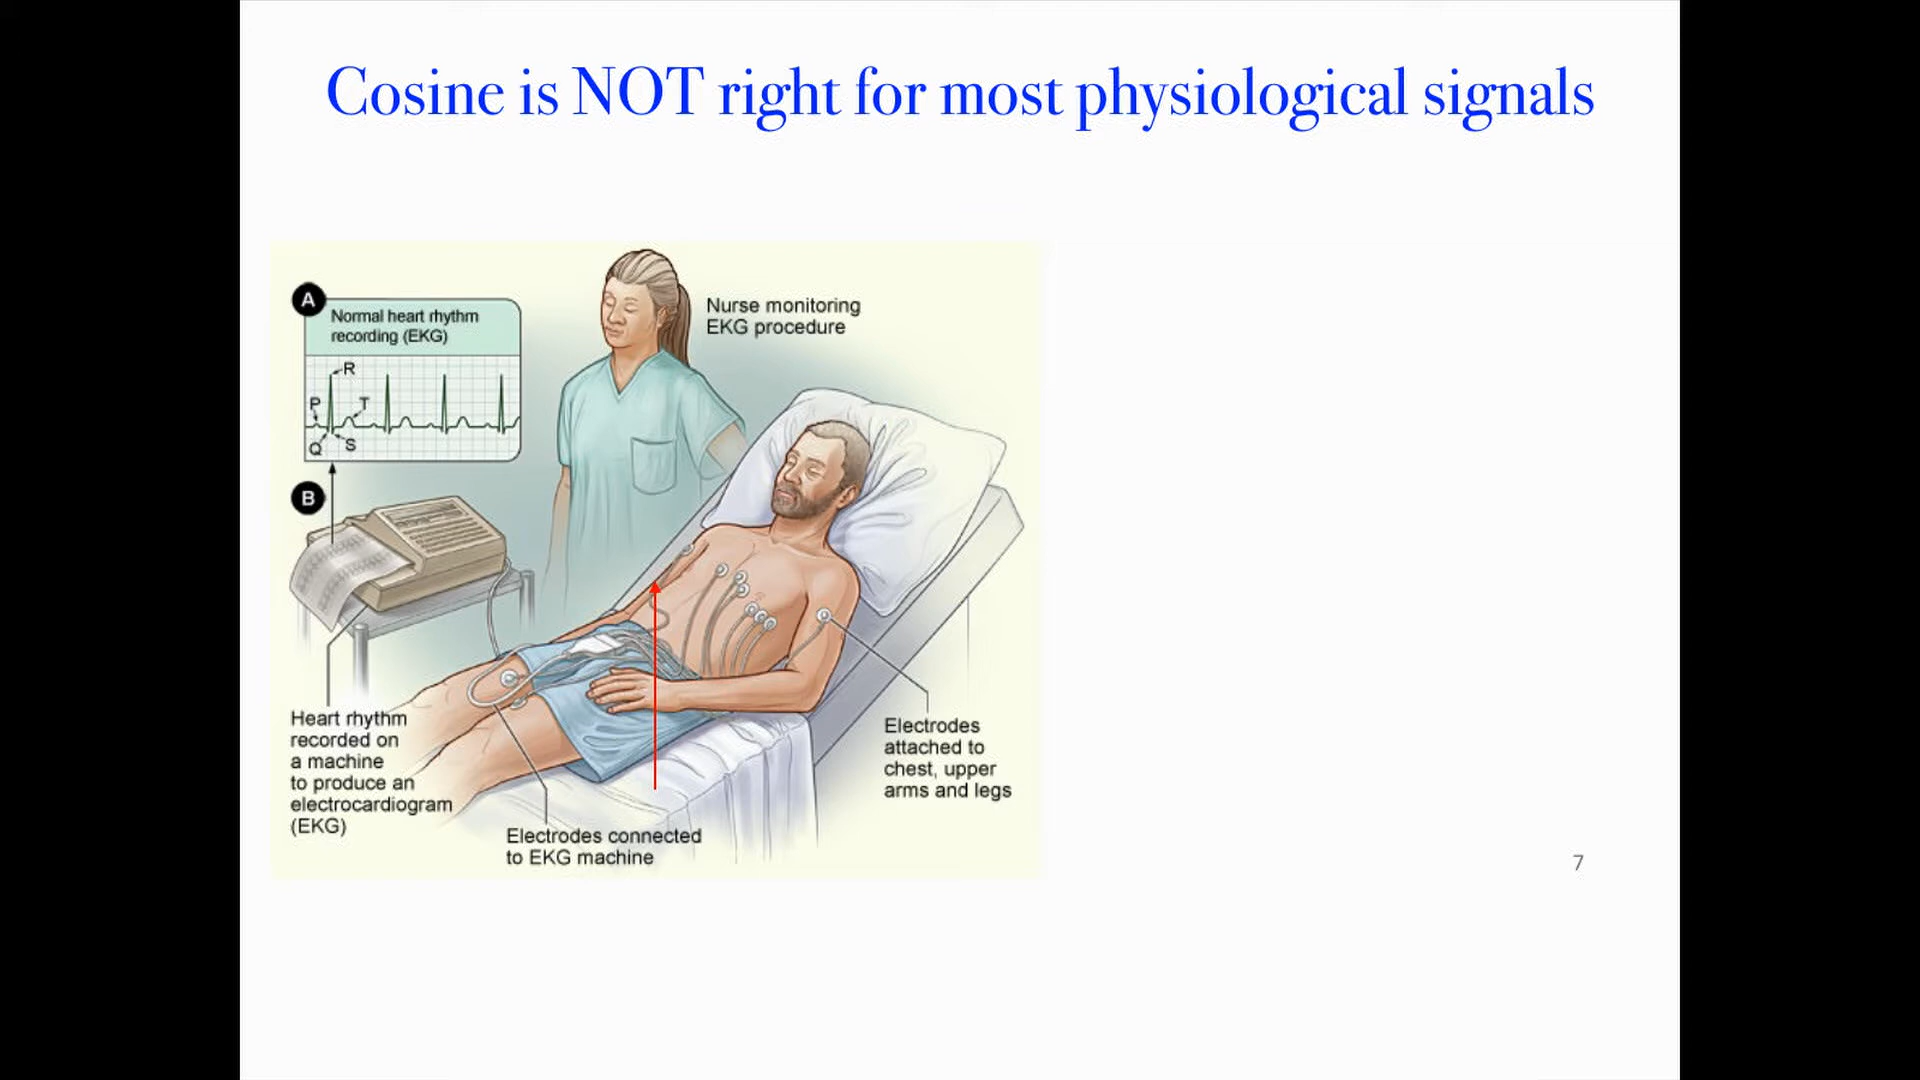 Cosine is NOT right for most physiological signals
A
Normal heart rhythm
recording (EKG)
R
P
T
Q
S
B
Nurse monitoring
EKG procedure
Heart rhythm
recorded on
a machine
to produce an
electrocardiogram
(EKG)
Electrodes connected
to EKG machine
Electrodes
attached to
chest, upper
arms and legs
7